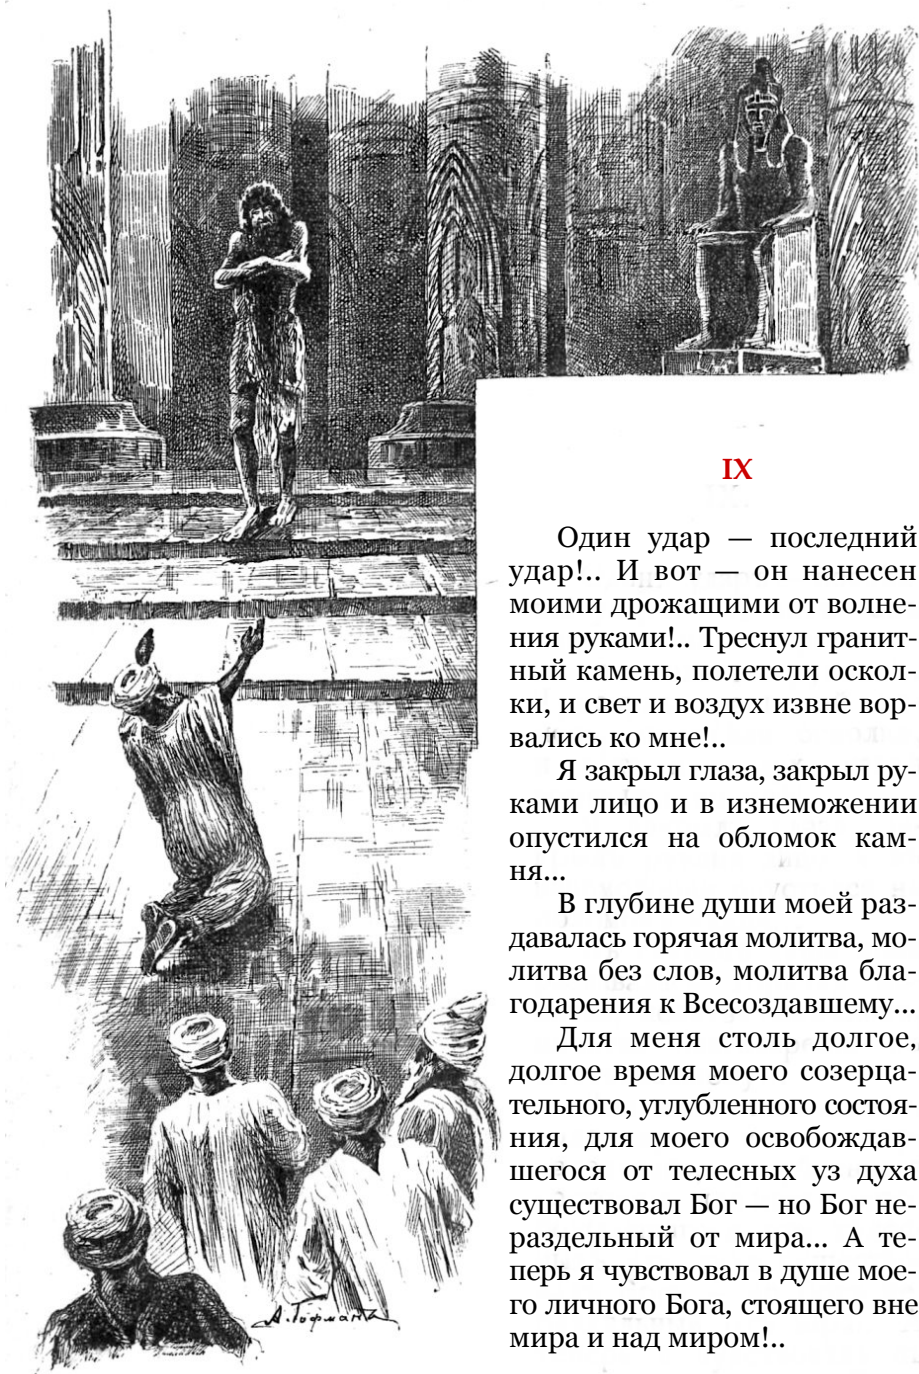 IX
Один удар — последний
удар!.. И вот — он нанесен
моими дрожащими от волне-
ния руками!.. Треснул гранит-
ный камень, полетели оскол-
ки, и свет и воздух извне вор-
вались ко мне!..
Я закрыл глаза, закрыл ру-
ками лицо и в изнеможении
опустился на обломок кам-
ня...
В глубине души моей раз-
давалась горячая молитва, мо-
литва без слов, молитва бла-
годарения к Всесоздавшему...
Для меня столь долгое,
долгое время моего созерца-
тельного, углубленного состоя-
ния, для моего освобождав-
шегося от телесных уз духа
существовал Бог — но Бог не-
раздельный от мира... А те-
перь я чувствовал в душе мое-
го личного Бога, стоящего вне
мира и над миром!..
А. Гофманъ